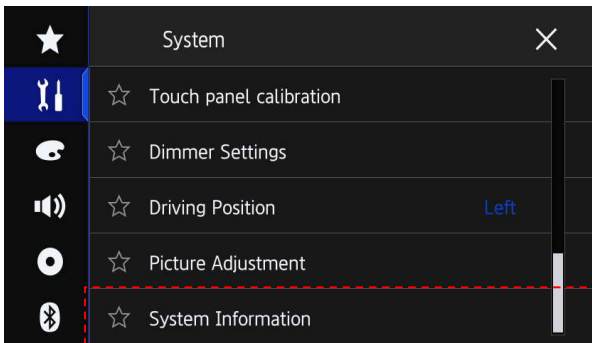 System
Touch panel calibration
Dimmer Settings
Driving Position Left
Picture Adjustment
System Information